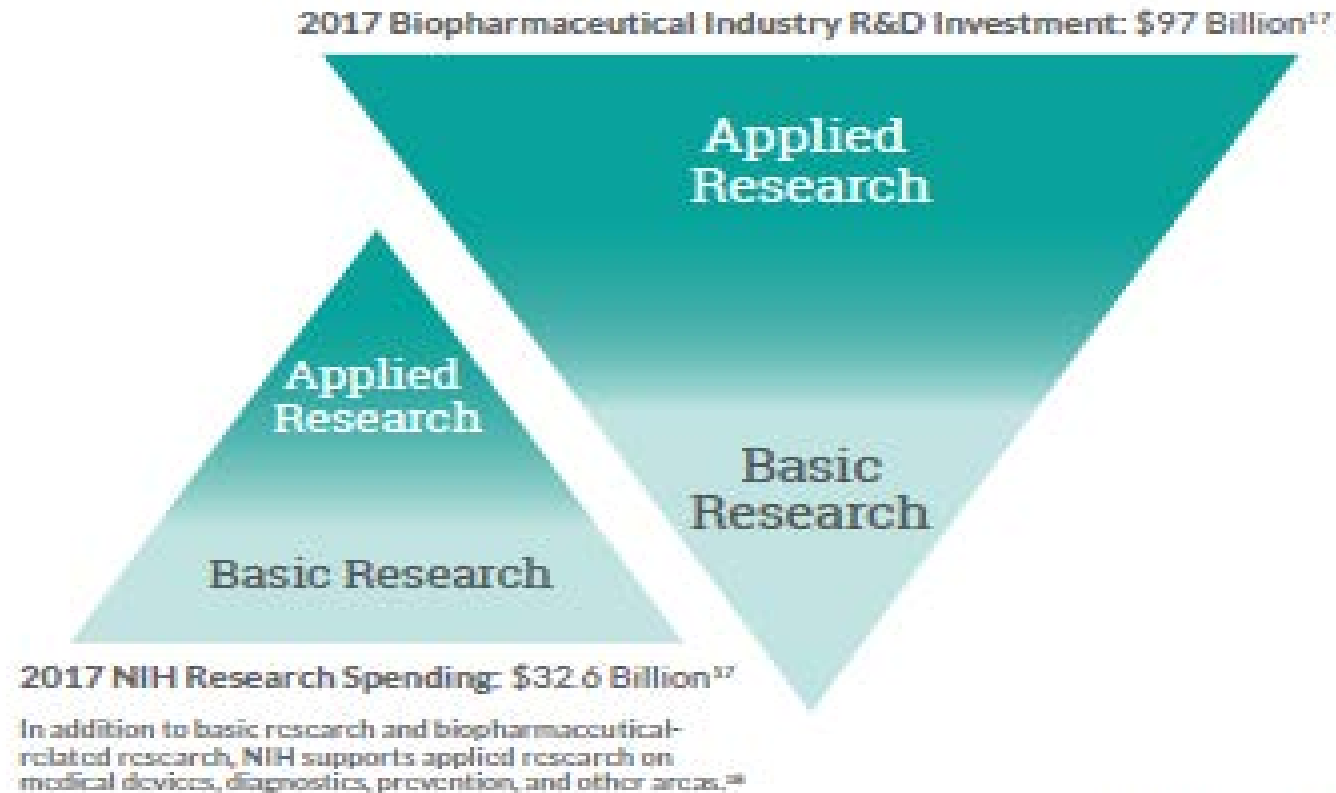 2017 Biopharmaceutical Industry R&D Investment: $97 Billion¹⁷
Applied
Research
Basic
Research
Applied
Research
Basic Research
2017 NIH Research Spending: $32.6 Billion¹⁷
In addition to basic research and biopharmaceutical-
related research, NIH supports applied research on
medical devices, diagnostics, prevention, and other areas.